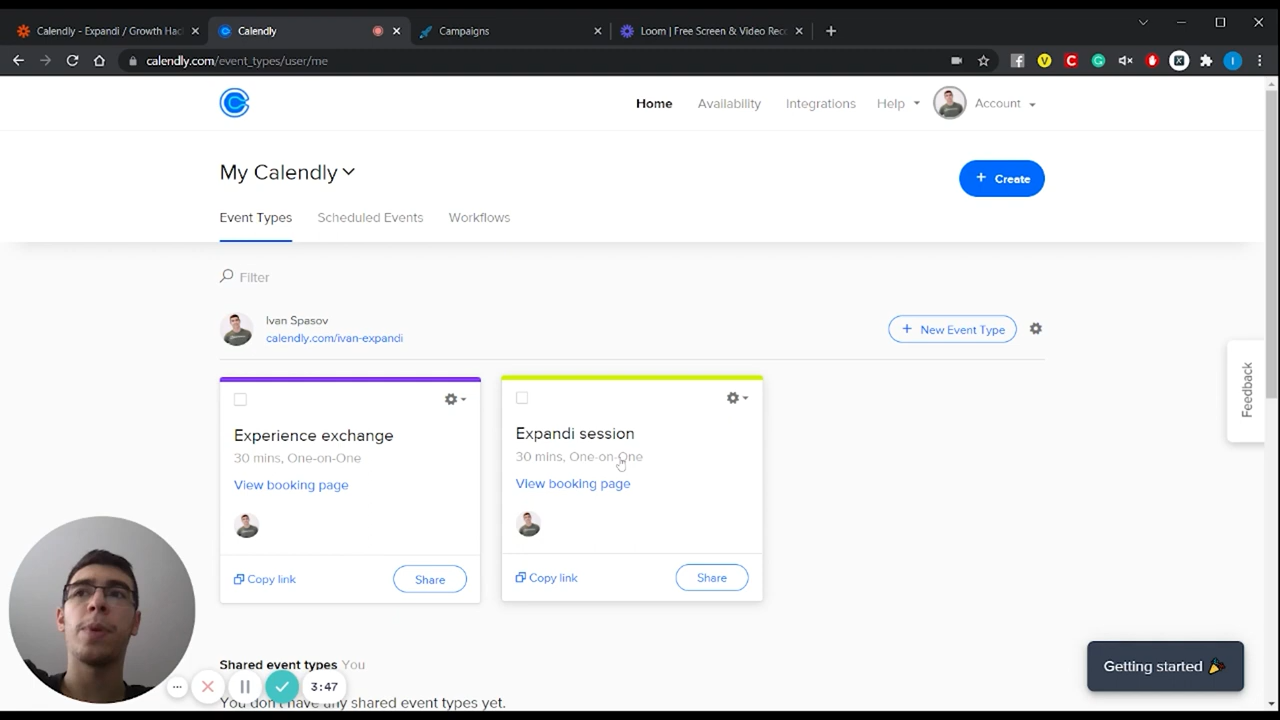 Calendly - Expandi / Growth Hac
Calendly
Campaigns
Loom | Free Screen & Video Rec
calendly.com/event_types/user/me
Home
Availability
Integrations
Help
Account
My Calendly
+ Create
Event Types
Scheduled Events
Workflows
Filter
Ivan Spasov
calendly.com/ivan-expandi
+ New Event Type
Feedback
Experience exchange
30 mins, One-on-One
View booking page
Copy link
Share
Expandi session
30 mins, One-on-One
View booking page
Copy link
Share
Shared event types You
You don't have any shared event types yet.
3:47
Getting started